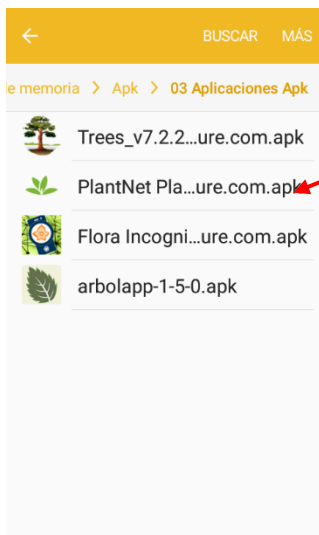 BUSCAR MÁS
e memoria > Apk > 03 Aplicaciones Apk
Trees_v7.2.2...ure.com.apk
PlantNet Pla...ure.com.apk
Flora Incogni...ure.com.apk
arbolapp-1-5-0.apk